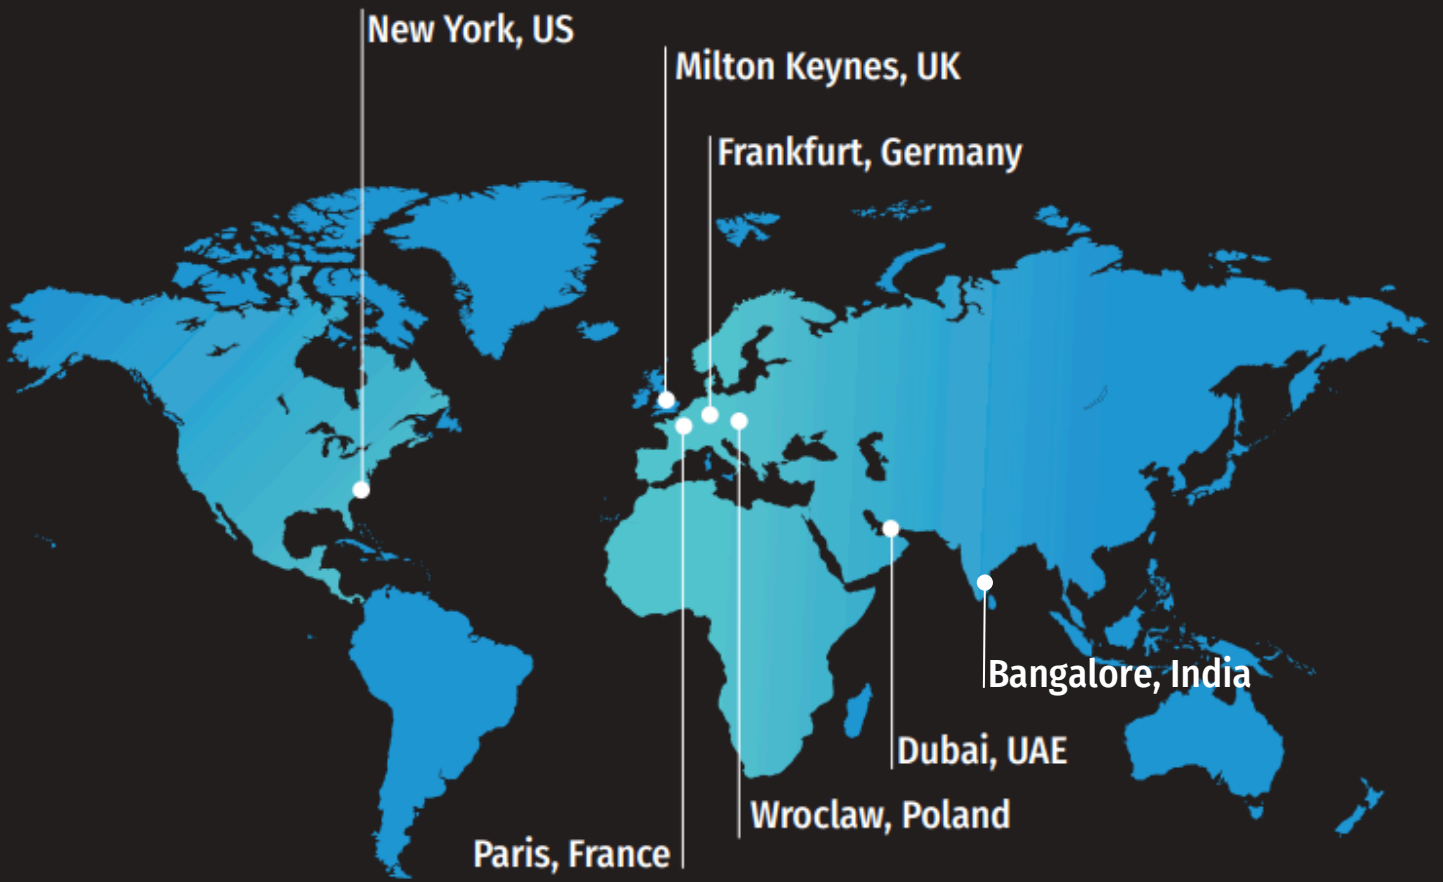 New York, US
Milton Keynes, UK
Frankfurt, Germany
Bangalore, India
Dubai, UAE
Wroclaw, Poland
Paris, France